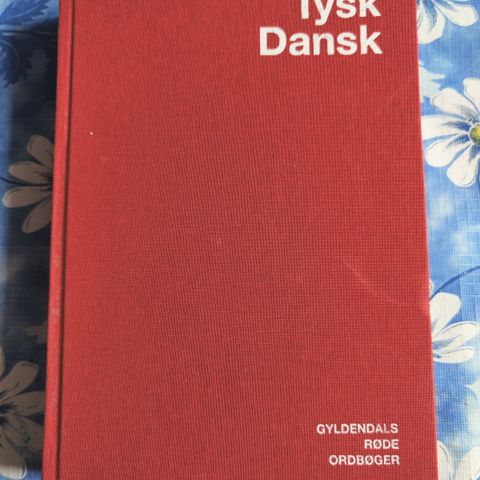 Tysk
Dansk
GYLDENDALS
RØDE
ORDBØGER